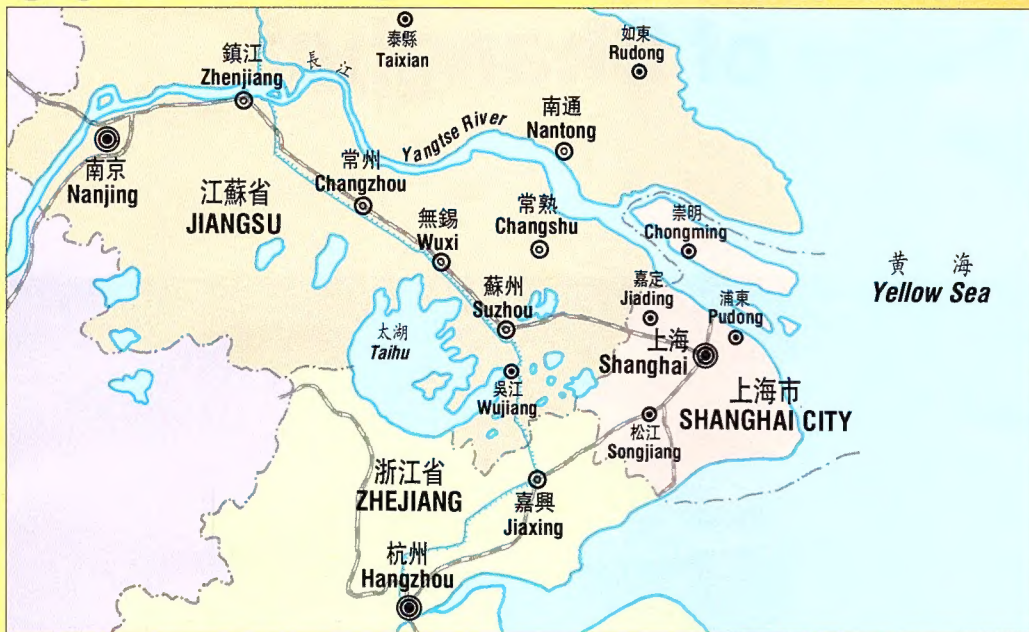 泰縣
Taixian
如東
Rudong
鎮江
Zhenjiang
長江
Yangtse River
南通
Nantong
南京
Nanjing
常州
Changzhou
江蘇省
JIANGSU
無錫
Wuxi
常熟
Changshu
崇明
Chongming
黄海
Yellow Sea
嘉定
Jiading
浦東
Pudong
蘇州
Suzhou
太湖
Taihu
上海
Shanghai
吳江
Wujiang
上海市
SHANGHAI CITY
松江
Songjiang
浙江省
ZHEJIANG
嘉興
Jiaxing
杭州
Hangzhou